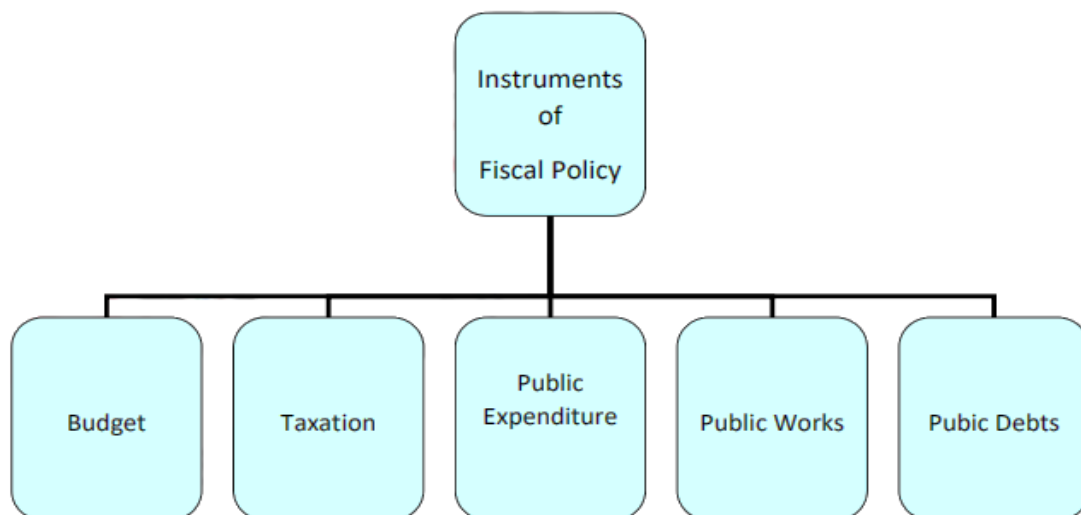 Instruments
of
Fiscal Policy
Budget
Taxation
Public
Expenditure
Public Works
Pubic Debts